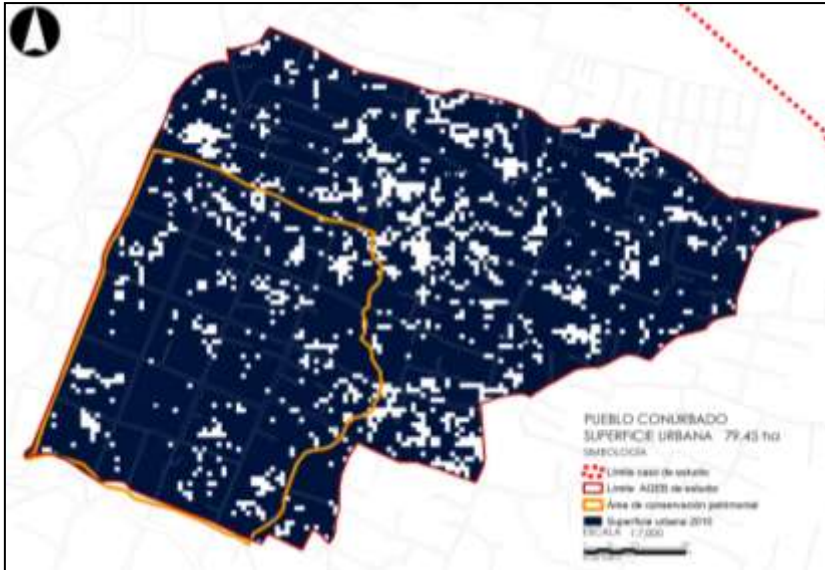 PUEBLO CONURBADO
SUPERFICIE URBANA 79.45 ha
SIMBOLOGÍA
Límite caso de estudio
Límite AGEB de estudio
Área de conservación patrimonial
Superficie urbana 2010
ESCALA 1:7,000